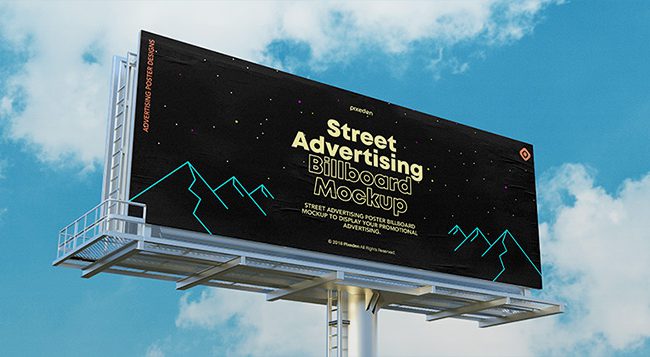 ADVERTISING POSTER DESIGNS
pixeden
Street
Advertising
Billboard
Mockup
STREET ADVERTISING POSTER BILLBOARD
MOCKUP TO DISPLAY YOUR PROMOTIONAL
ADVERTISING.
© 2018 Pixeden All Rights Reserved.